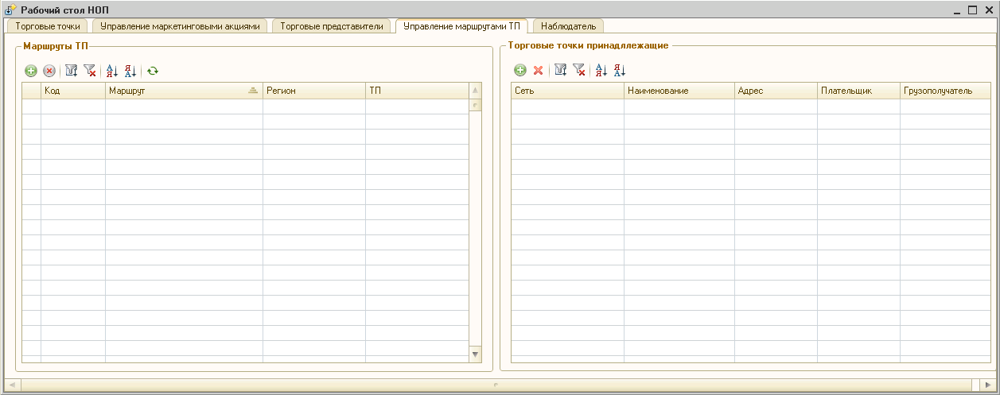 Рабочий стол НОП
Торговые точки Управление маркетинговыми акциями Торговые представители Управление маршрутами ТП Наблюдатель
Маршруты ТП
Код Маршрут Регион ТП
Торговые точки принадллежащие
Сеть Наименование Адрес Плательщик Грузополучатель